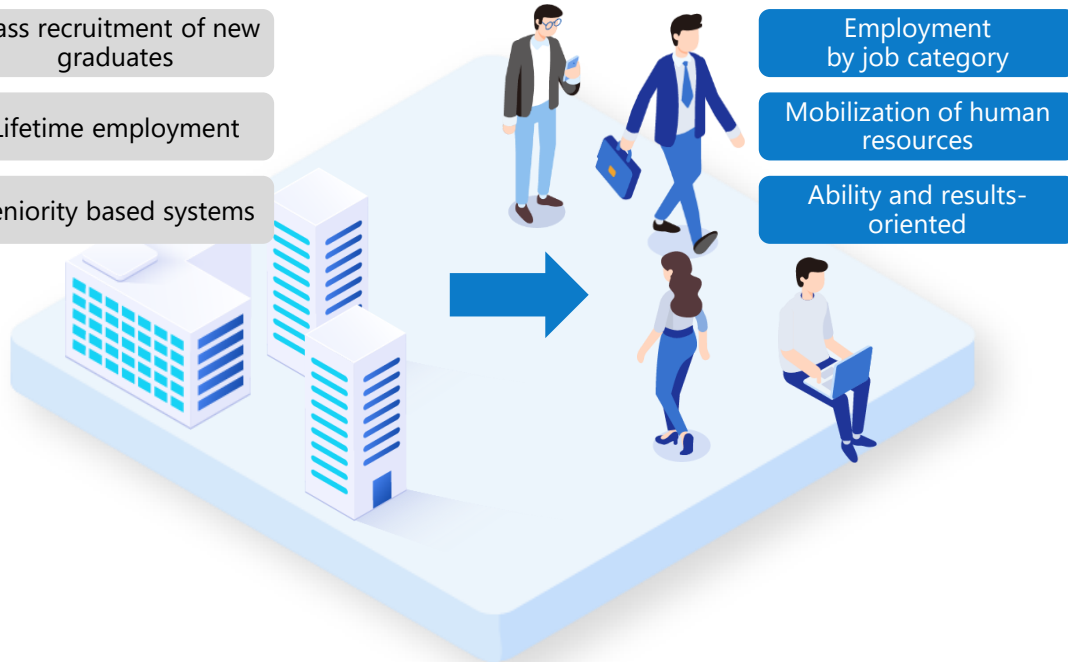 ass recruitment of new
graduates
Lifetime employment
eniority based systems
Employment
by job category
Mobilization of human
resources
Ability and results-
oriented